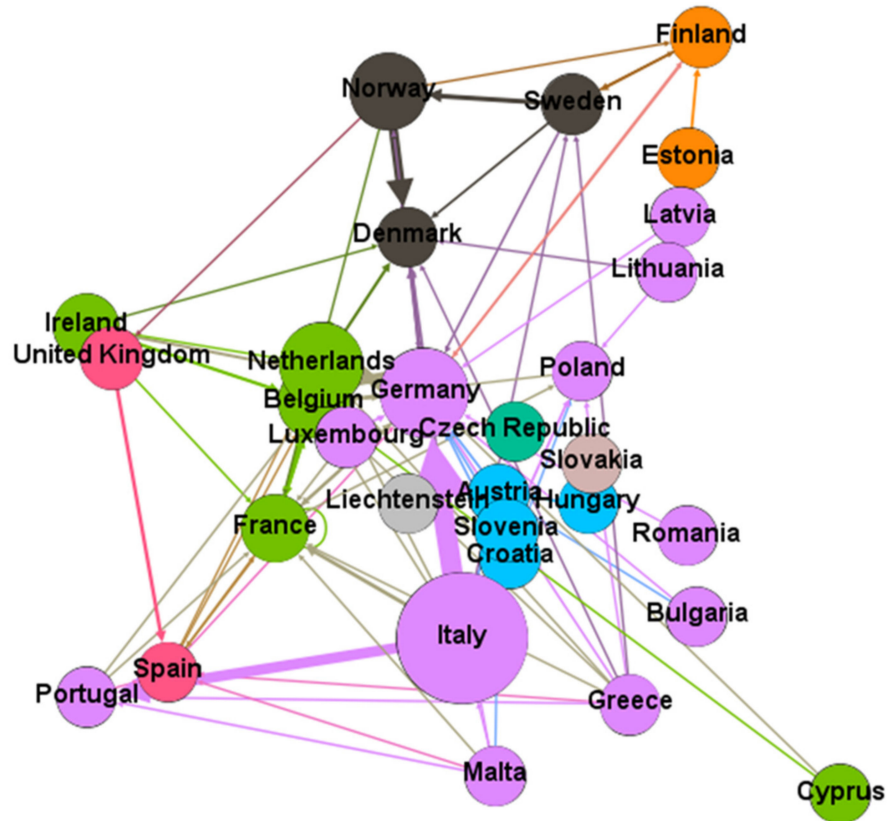 Finland
Norway
Sweden
Estonia
Latvia
Denmark
Lithuania
Ireland
United Kingdom
Netherlands
Poland
Germany
Belgium
Luxembourg
Czech Republic
Slovakia
Liechtenstein
Austria
Hungary
France
Slovenia
Romania
Croatia
Bulgaria
Italy
Spain
Portugal
Greece
Malta
Cyprus